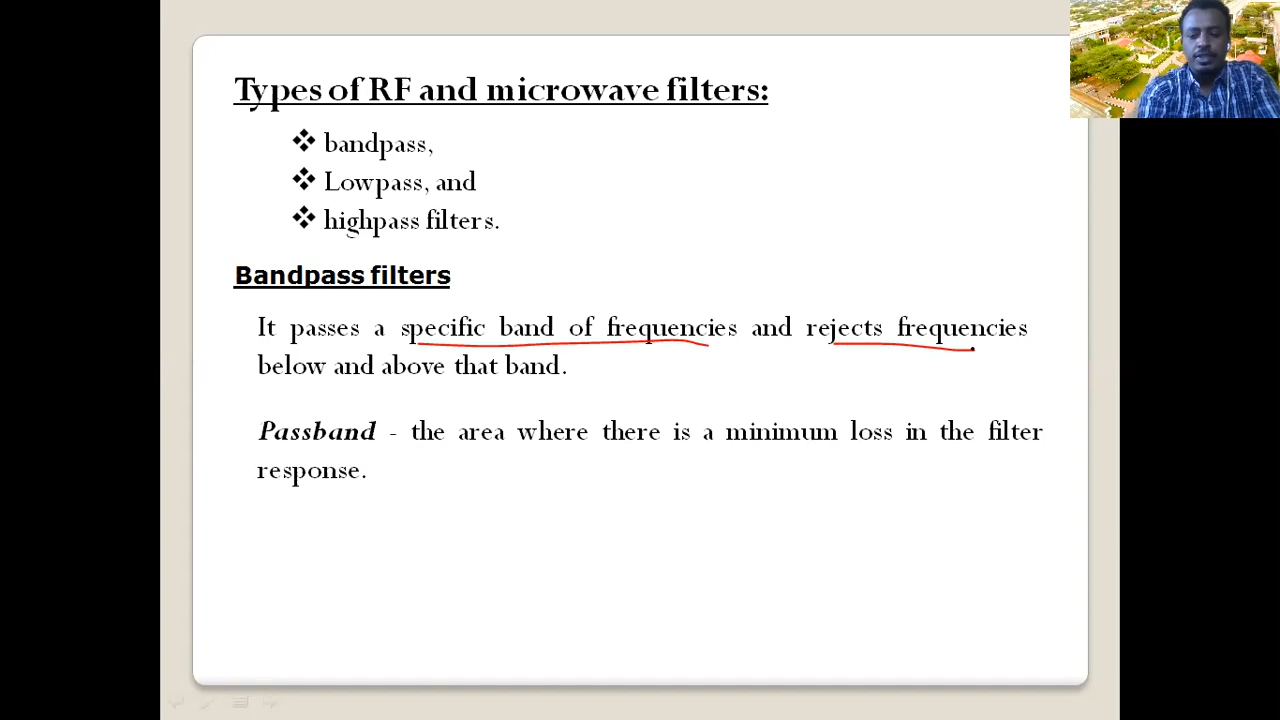 Types of RF and microwave filters:
bandpass,
Lowpass, and
highpass filters.
Bandpass filters
It passes a specific band of frequencies and rejects frequencies
below and above that band.
Passband - the area where there is a minimum loss in the filter
response.